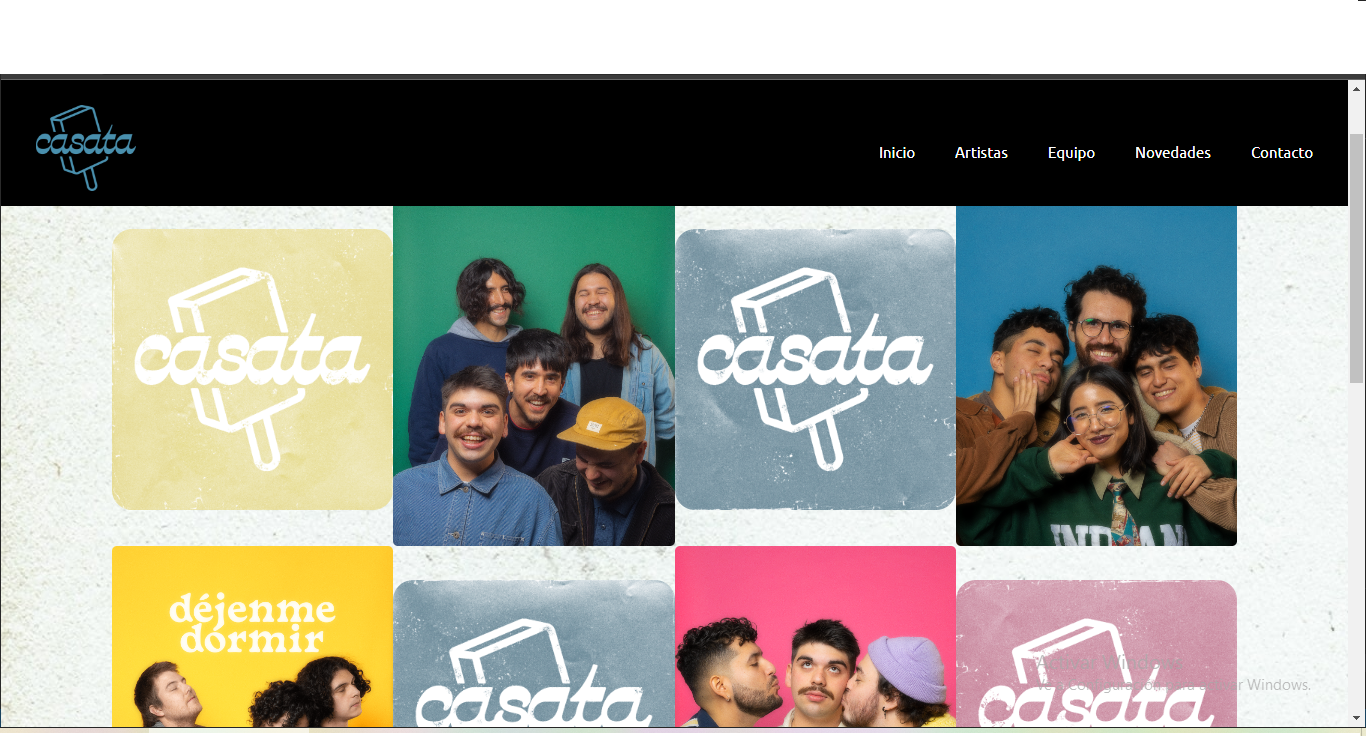 casata
Inicio Artistas Equipo Novedades Contacto
casata
casata
INDIAN
déjenme
dormir
casata
casata
Activar Windows
Ve a Configuración para activar Windows.